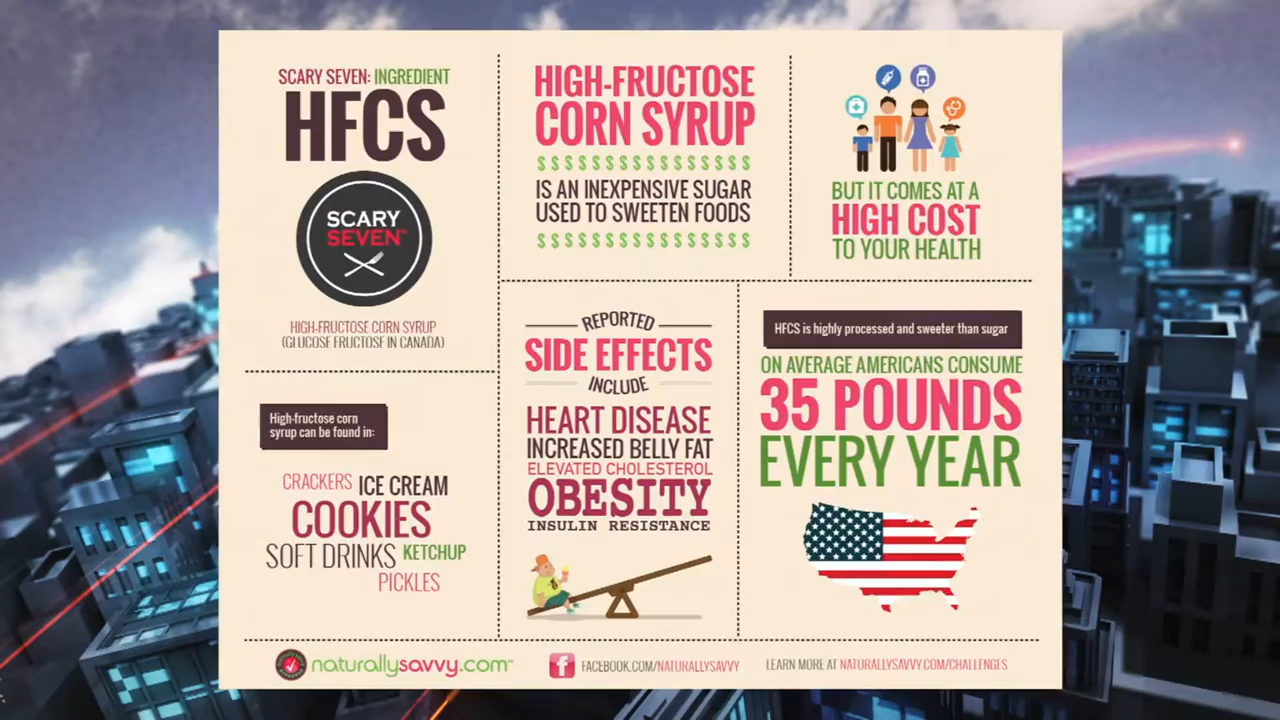 SCARY SEVEN: INGREDIENT
HFCS
SCARY
SEVEN™
HIGH-FRUCTOSE CORN SYRUP
(GLUCOSE FRUCTOSE IN CANADA)
High-fructose corn
syrup can be found in:
CRACKERS ICE CREAM
COOKIES
SOFT DRINKS KETCHUP
PICKLES
HIGH-FRUCTOSE
CORN SYRUP
$$$$$$$$$$$$$$$$
IS AN INEXPENSIVE SUGAR
USED TO SWEETEN FOODS
$$$$$$$$$$$$$$$$
BUT IT COMES AT A
HIGH COST
TO YOUR HEALTH
REPORTED
SIDE EFFECTS
INCLUDE
HEART DISEASE
INCREASED BELLY FAT
ELEVATED CHOLESTEROL
OBESITY
INSULIN RESISTANCE
HFCS is highly processed and sweeter than sugar
ON AVERAGE AMERICANS CONSUME
35 POUNDS
EVERY YEAR
naturallysavvy.com™
f FACEBOOK.COM/NATURALLYSAVVY
LEARN MORE AT NATURALLYSAVVY.COM/CHALLENGES